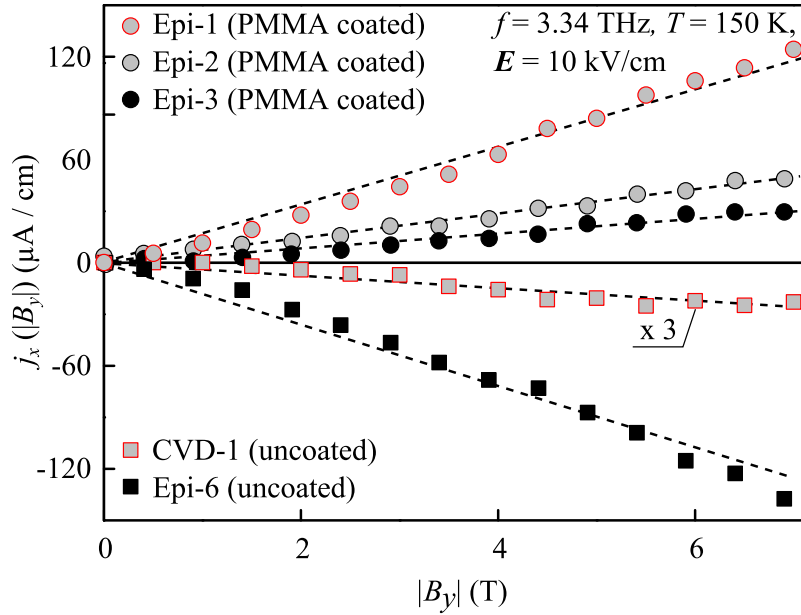 Epi-1 (PMMA coated)
Epi-2 (PMMA coated)
Epi-3 (PMMA coated)
f = 3.34 THz, T = 150 K,
E = 10 kV/cm
120
60
0
-60
-120
j_x (|B_y|) (μA / cm)
x 3
CVD-1 (uncoated)
Epi-6 (uncoated)
0
2
4
6
|B_y| (T)